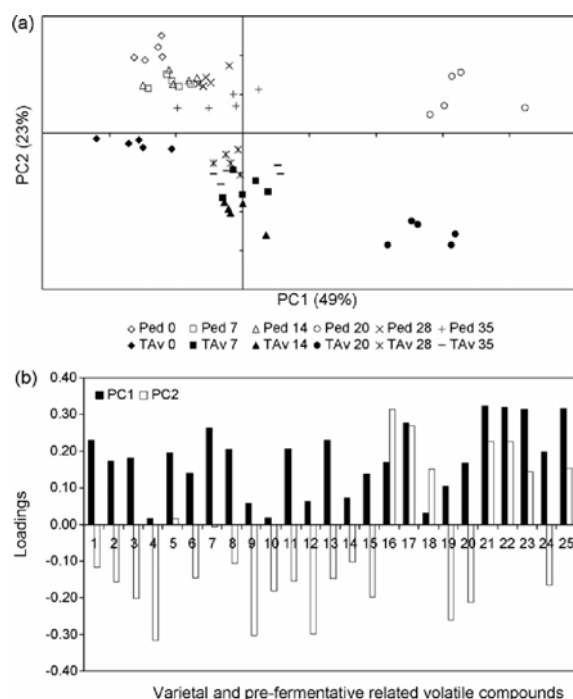 (a)
PC2 (23%)
PC1 (49%)
◇ Ped 0 □ Ped 7 △ Ped 14 ○ Ped 20 × Ped 28 + Ped 35
◆ TAv 0 ■ TAv 7 ▲ TAv 14 ● TAv 20 ж TAv 28 − TAv 35
(b)
0.40
■ PC1 □ PC2
0.30
0.20
0.10
0.00
1 2 3 4 5 6 7 8 9 10 11 12 13 14 15 16 17 18 19 20 21 22 23 24 25
-0.10
-0.20
-0.30
-0.40
Loadings
Varietal and pre-fermentative related volatile compounds